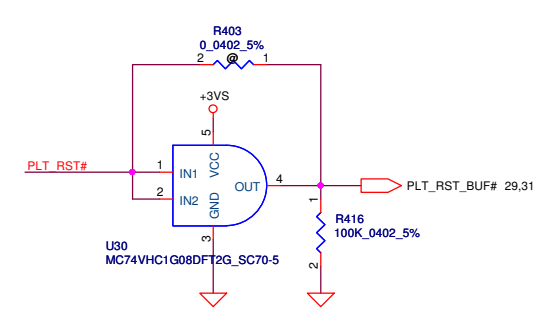 R403
0_0402_5%
2
@
1
+3VS
5
PLT_RST#
1
IN1
VCC
2
IN2
GND
OUT
4
PLT_RST_BUF# 29,31
3
1
R416
100K_0402_5%
2
U30
MC74VHC1G08DFT2G_SC70-5